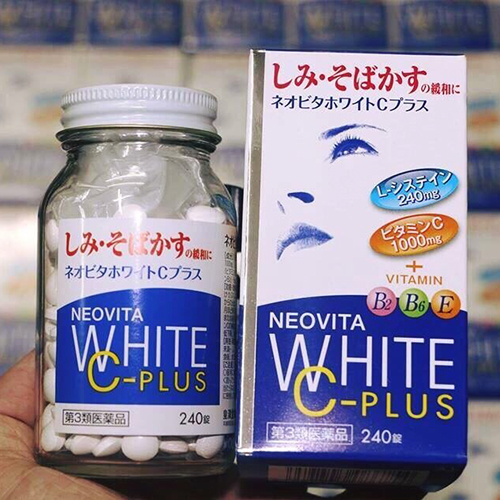 しみ・そばかすの緩和に
ネオビタホワイトCプラス
NEOVITA
WHITE
C-PLUS
第3類医薬品
240錠
しみ・そばかすの緩和に
ネオビタホワイトCプラス
L-システイン
240mg
ビタミンC
1000mg
+
VITAMIN
B2 B6 E
NEOVITA
WHITE
C-PLUS
第3類医薬品
240錠